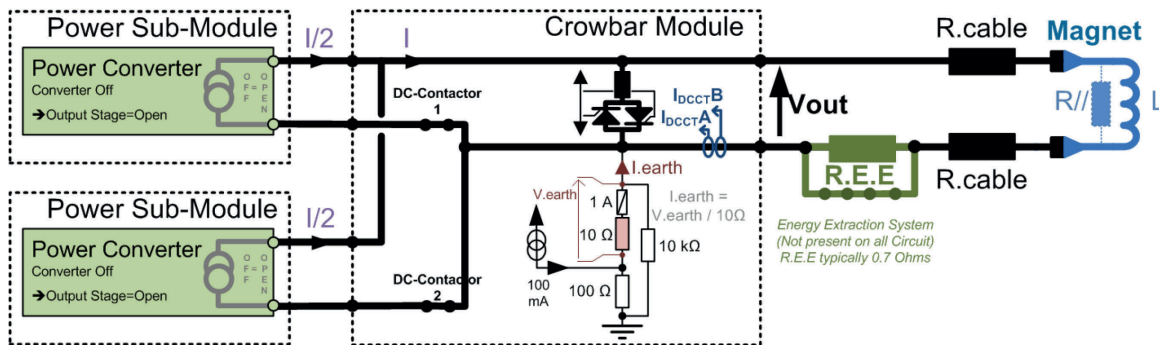 Power Sub-Module
Power Converter
Converter Off
➔Output Stage=Open
OFF = OPEN
I/2
I
Crowbar Module
DC-Contactor
1
I_DCCT B
I_DCCT A
Vout
R.cable
Magnet
R//
L
R.E.E
R.cable
Energy Extraction System
(Not present on all Circuit)
R.E.E typically 0.7 Ohms
I.earth
V.earth
1 A
I.earth =
V.earth / 10Ω
10 Ω
10 kΩ
100
mA
100 Ω
Power Sub-Module
Power Converter
Converter Off
➔Output Stage=Open
OFF = OPEN
I/2
DC-Contactor
2